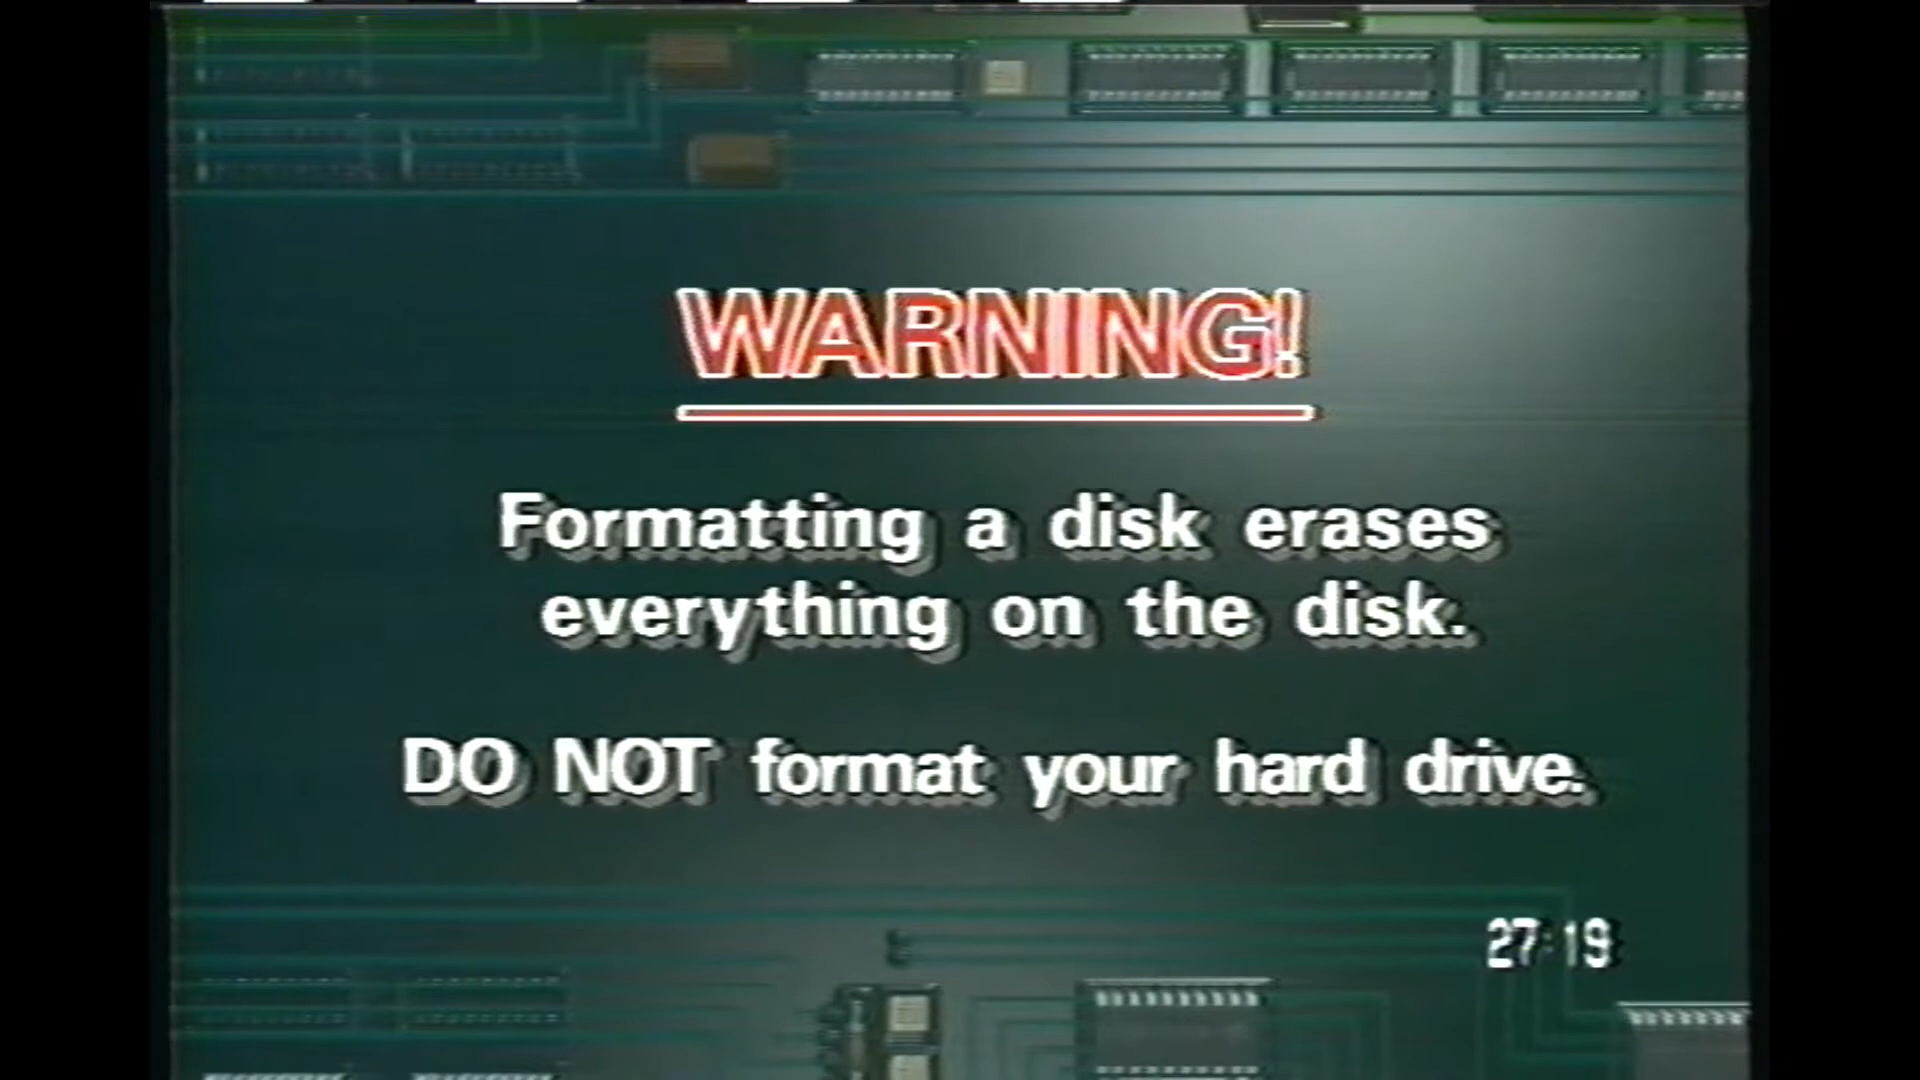 WARNING!
Formatting a disk erases
everything on the disk.
DO NOT format your hard drive.
27:19